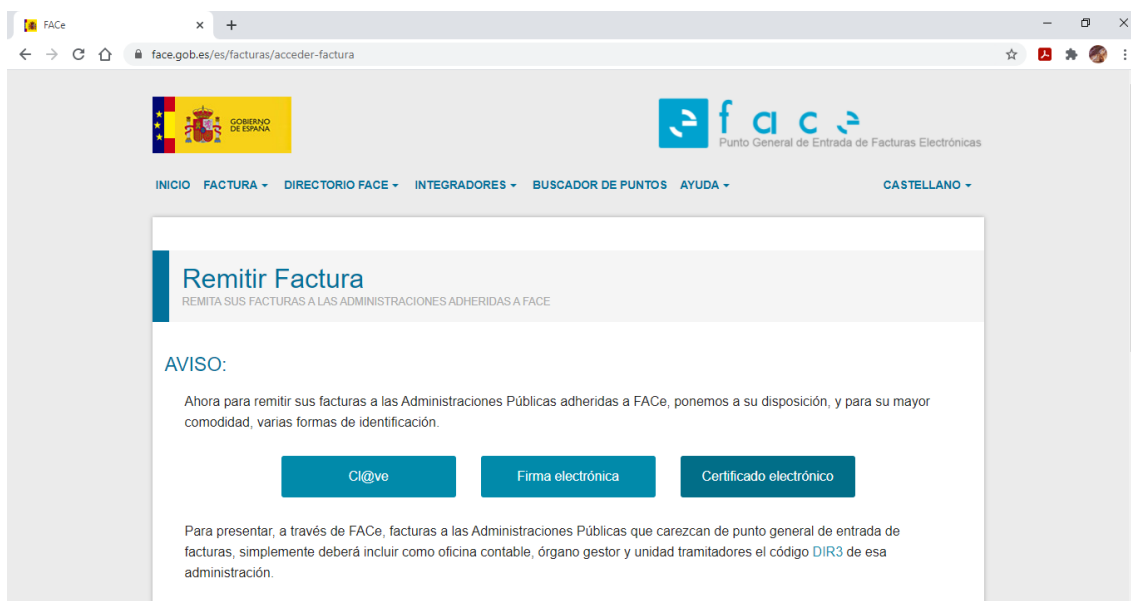 FACe
face.gob.es/es/facturas/acceder-factura
GOBIERNO
DE ESPAÑA
face
Punto General de Entrada de Facturas Electrónicas
INICIO FACTURA DIRECTORIO FACE INTEGRADORES BUSCADOR DE PUNTOS AYUDA CASTELLANO
Remitir Factura
REMITA SUS FACTURAS A LAS ADMINISTRACIONES ADHERIDAS A FACE
AVISO:
Ahora para remitir sus facturas a las Administraciones Públicas adheridas a FACe, ponemos a su disposición, y para su mayor
comodidad, varias formas de identificación.
Cl@ve Firma electrónica Certificado electrónico
Para presentar, a través de FACe, facturas a las Administraciones Públicas que carezcan de punto general de entrada de
facturas, simplemente deberá incluir como oficina contable, órgano gestor y unidad tramitadores el código DIR3 de esa
administración.